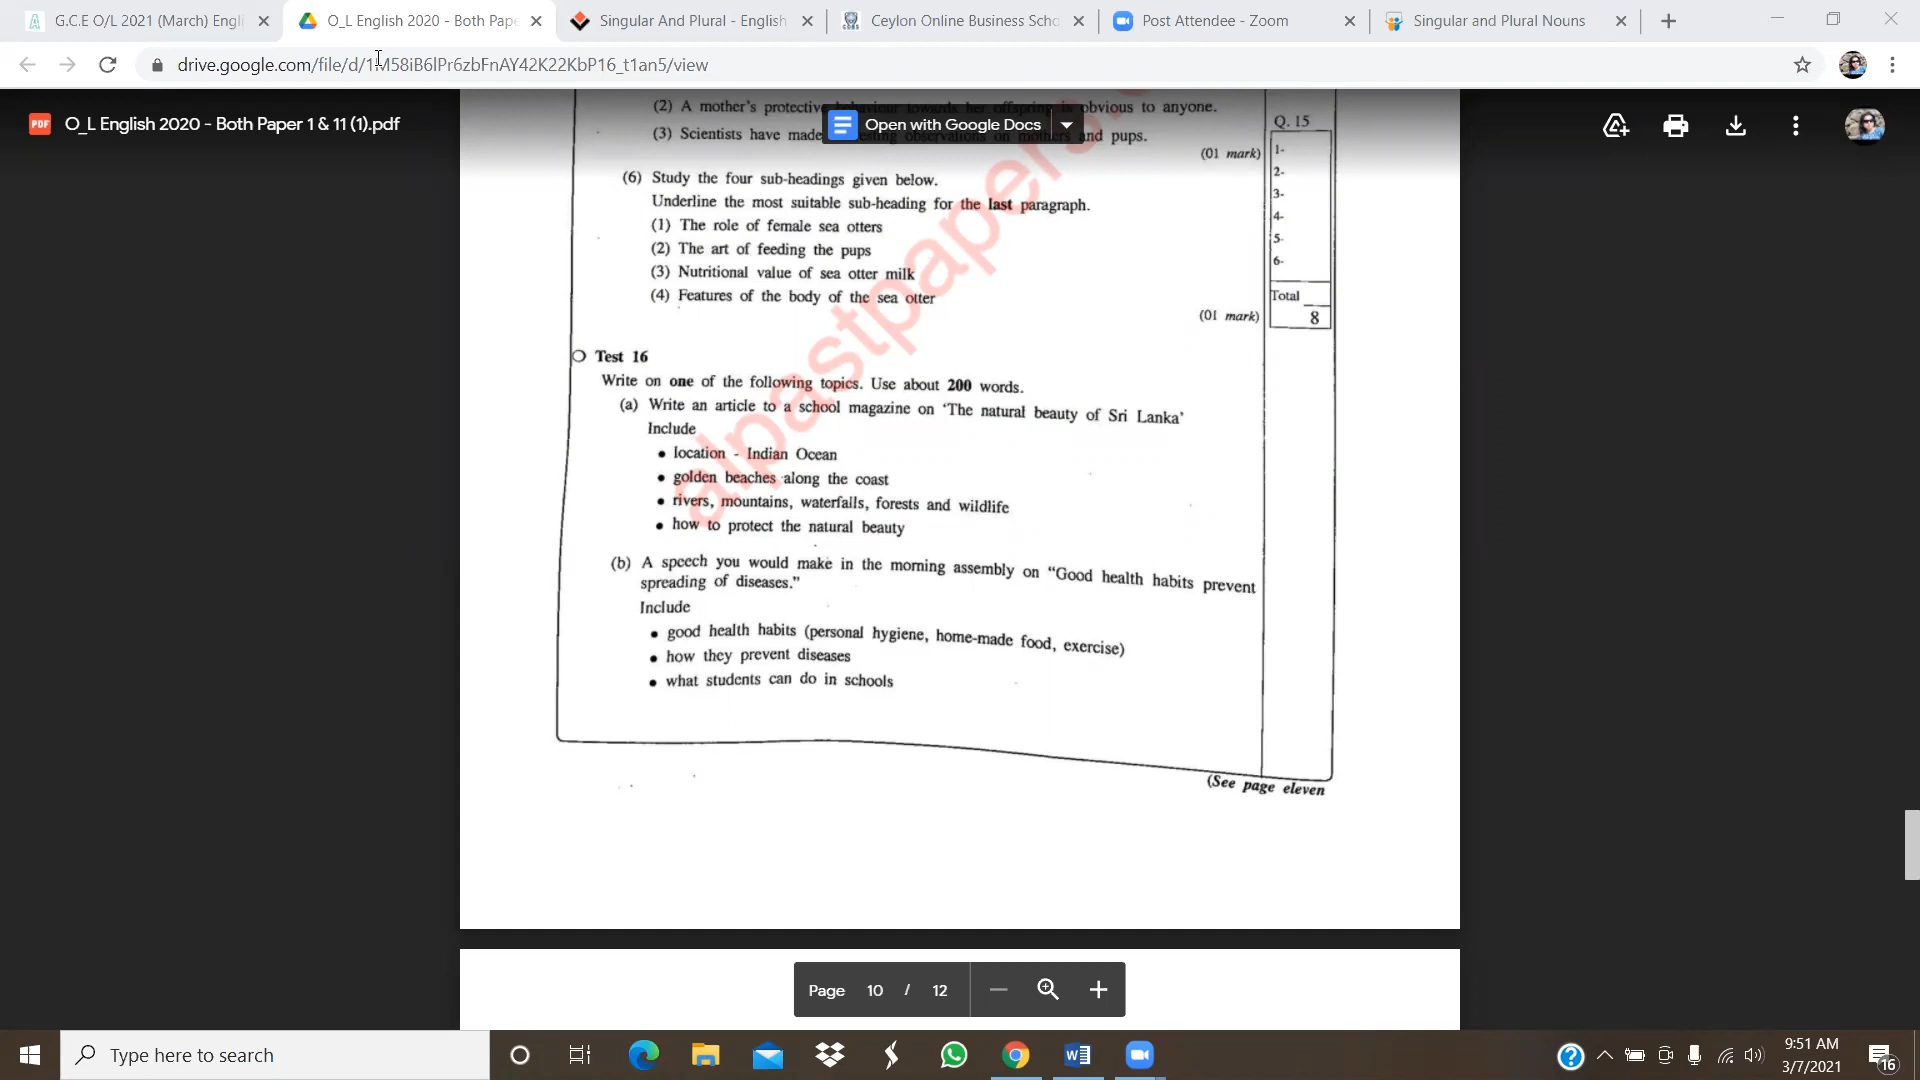 G.C.E O/L 2021 (March) Engli
O_L English 2020 - Both Pape
Singular And Plural - English
Ceylon Online Business Scho
Post Attendee - Zoom
Singular and Plural Nouns
drive.google.com/file/d/1M58iB6lPr6zbFnAY42K22KbP16_t1an5/view
PDF
O_L English 2020 - Both Paper 1 & 11 (1).pdf
Open with Google Docs
(2) A mother's protective behaviour towards her offspring is obvious to anyone.
(3) Scientists have made interesting observations on mothers and pups.
(01 mark)
Q. 15
1-
2-
3-
4-
5-
6-
Total
8
(6) Study the four sub-headings given below.
Underline the most suitable sub-heading for the last paragraph.
(1) The role of female sea otters
(2) The art of feeding the pups
(3) Nutritional value of sea otter milk
(4) Features of the body of the sea otter
(01 mark)
Test 16
Write on one of the following topics. Use about 200 words.
(a) Write an article to a school magazine on 'The natural beauty of Sri Lanka'
Include
• location - Indian Ocean
• golden beaches along the coast
• rivers, mountains, waterfalls, forests and wildlife
• how to protect the natural beauty
(b) A speech you would make in the morning assembly on "Good health habits prevent
spreading of diseases."
Include
• good health habits (personal hygiene, home-made food, exercise)
• how they prevent diseases
• what students can do in schools
(See page eleven
alpastpapers.
Page 10 / 12
Type here to search
9:51 AM
3/7/2021
16